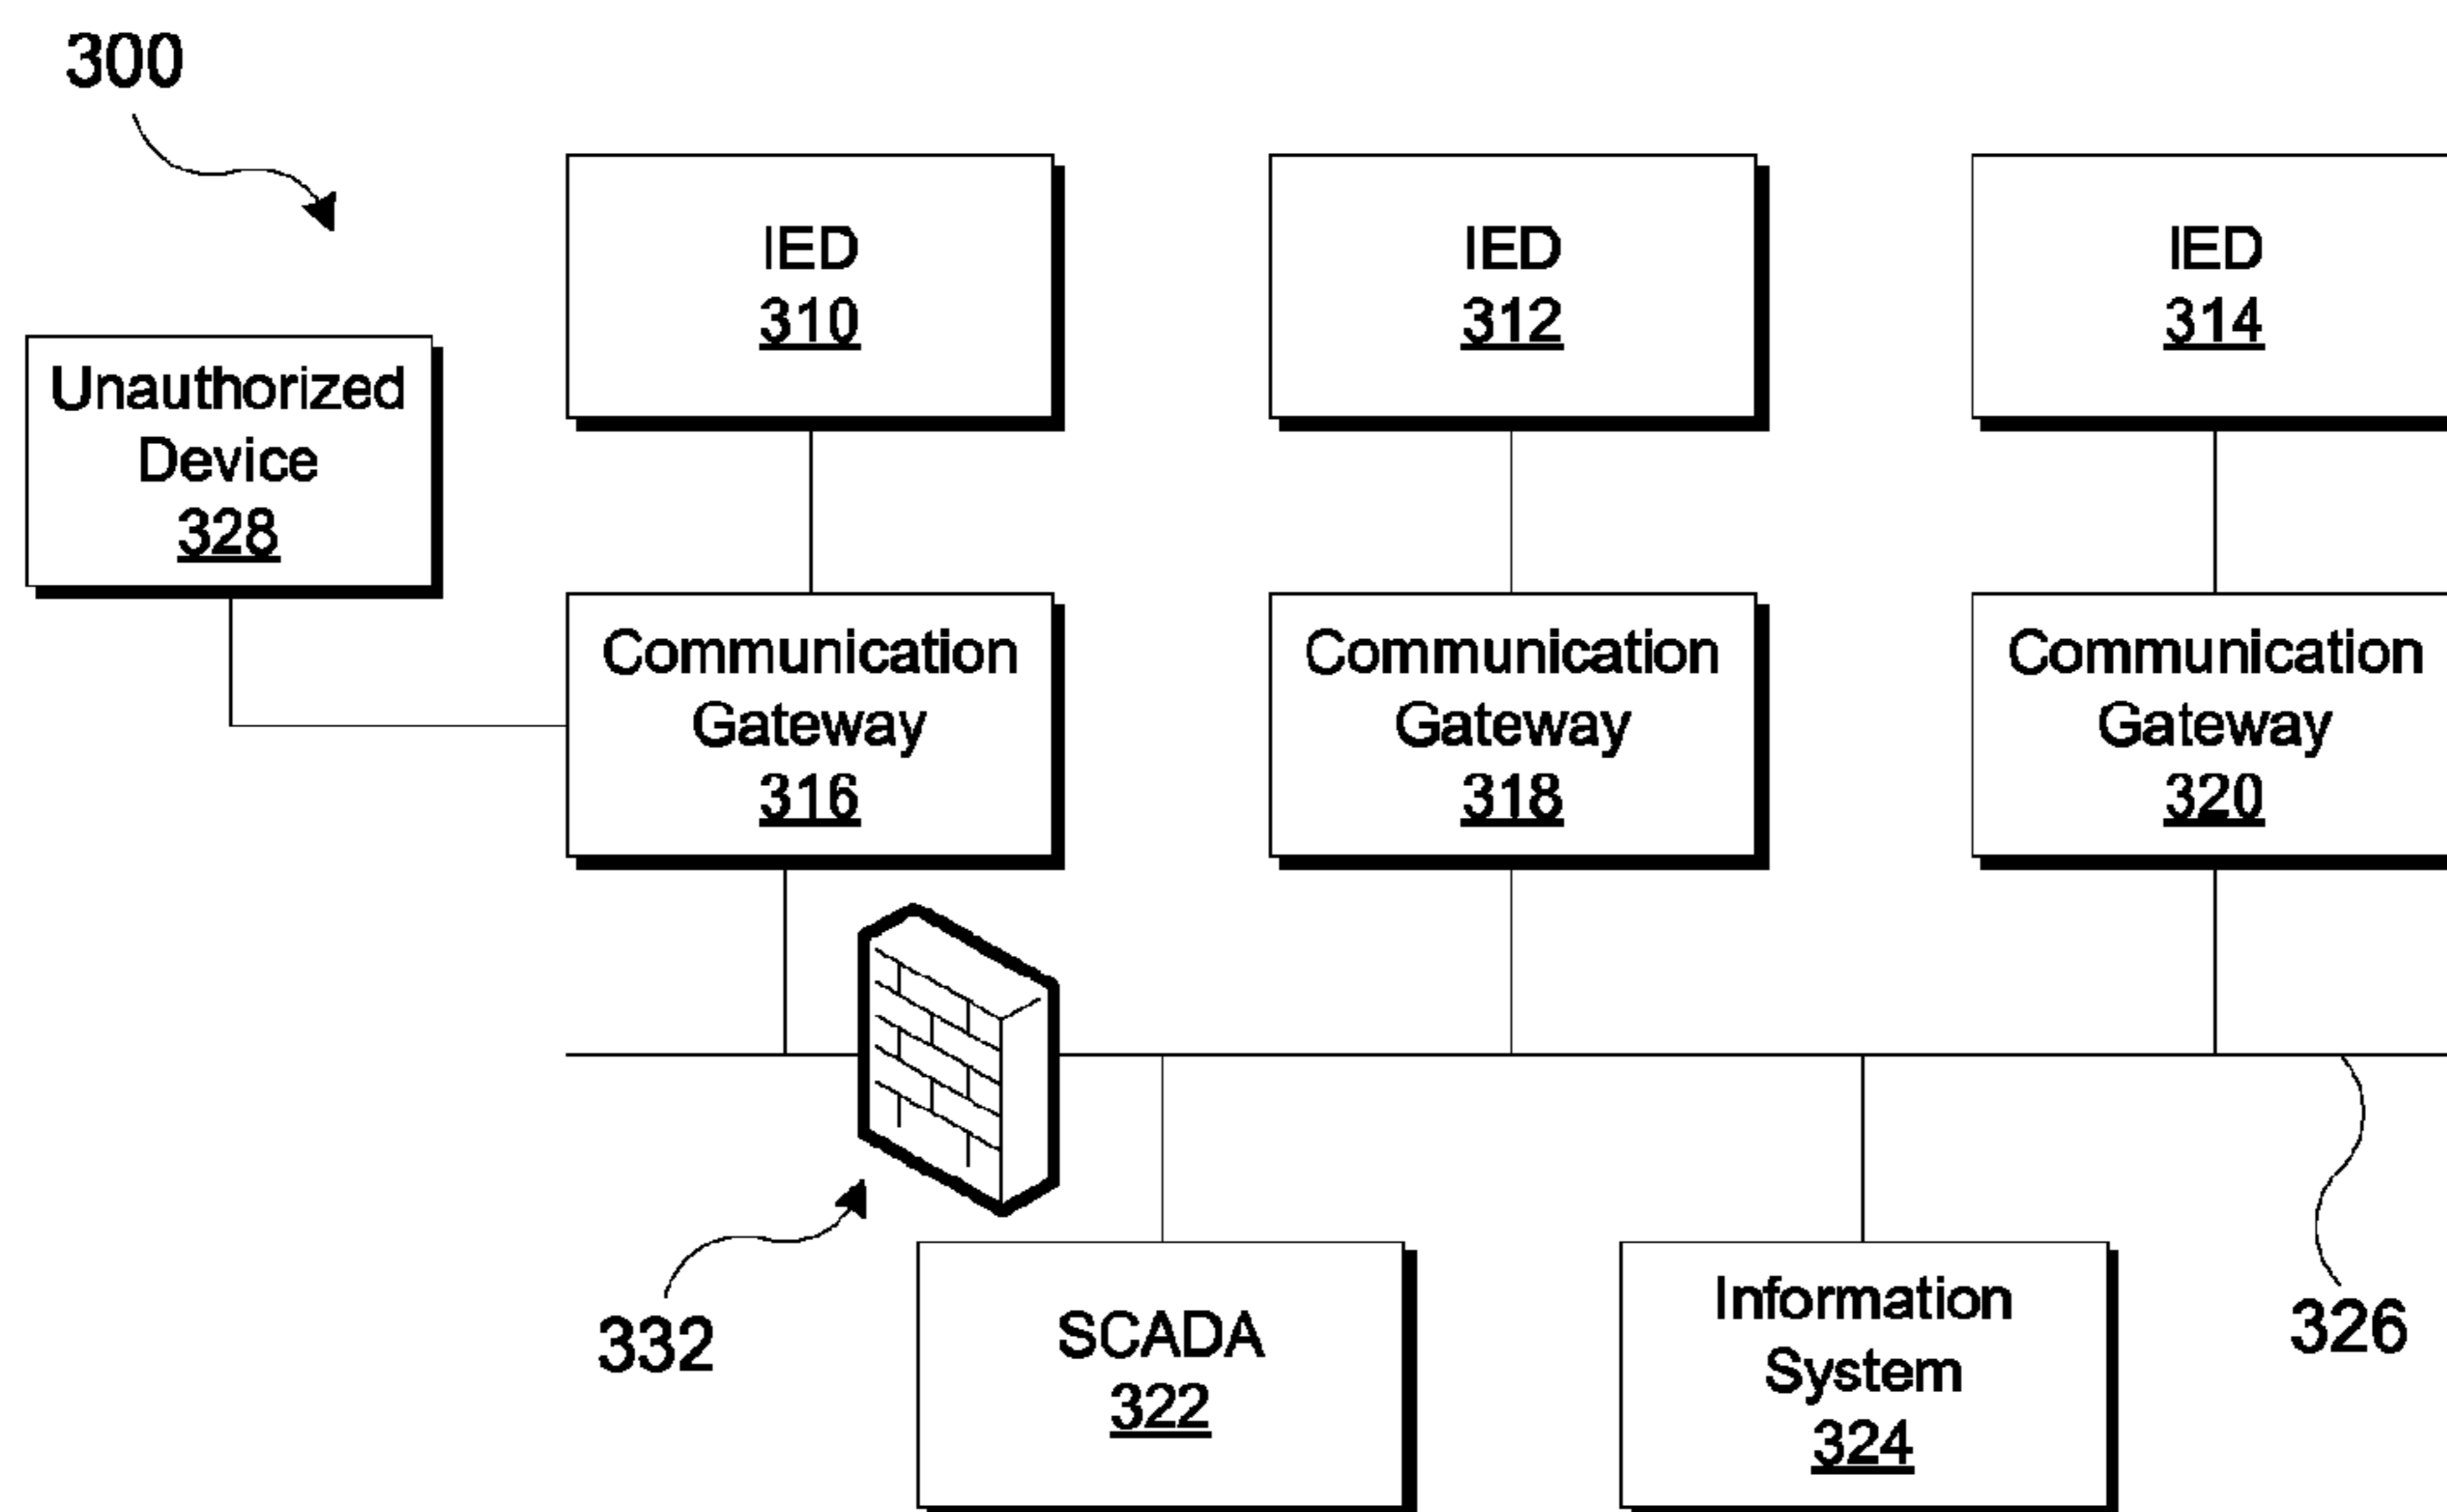 300
IED
310
IED
312
IED
314
Unauthorized
Device
328
Communication
Gateway
316
Communication
Gateway
318
Communication
Gateway
320
332
SCADA
322
Information
System
324
326